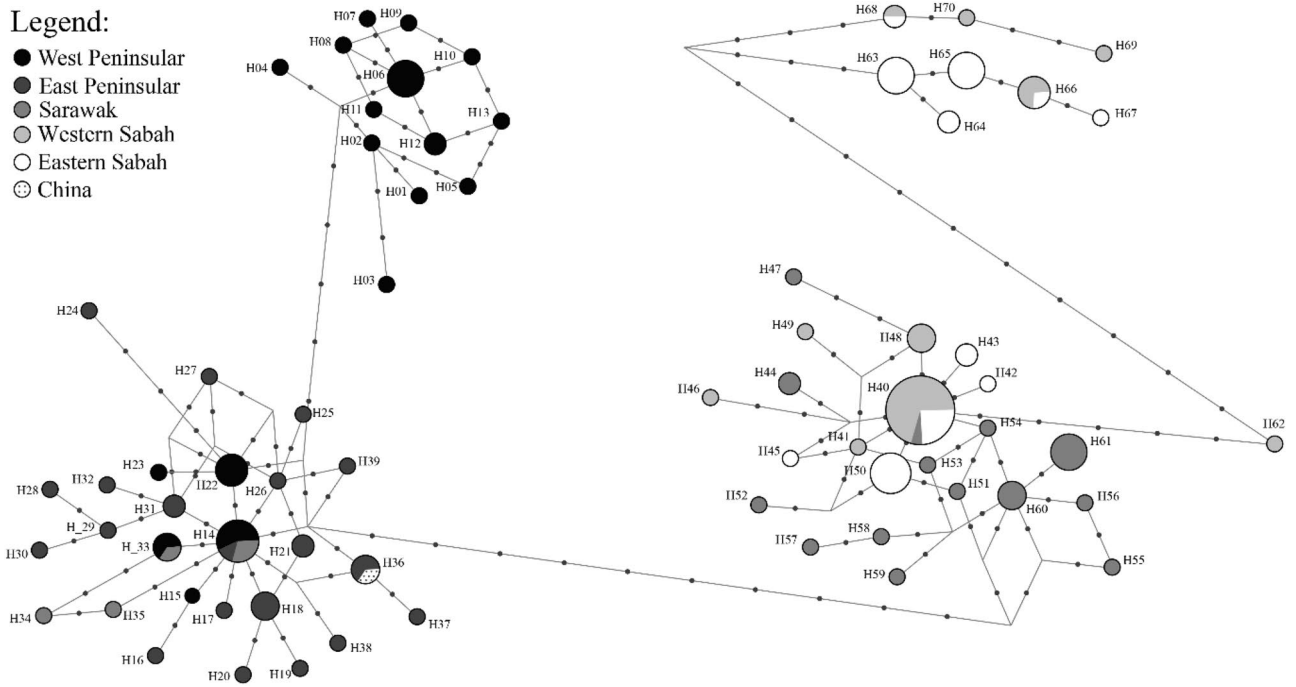 Legend:
West Peninsular
East Peninsular
Sarawak
Western Sabah
Eastern Sabah
China
H07
H09
H08
H10
H04
H06
H11
H13
H02
H12
H01
H05
H03
H68
H70
H69
H63
H65
H66
H67
H64
H24
H27
H25
H23
H22
H26
H39
H32
H28
H31
H_29
H30
H_33
H14
H21
H36
H34
H35
H15
H17
H18
H37
H16
H38
H20
H19
H47
H49
H48
H43
H44
H40
H42
H46
H41
H54
H61
H62
H45
H50
H53
H51
H52
H60
H56
H58
H57
H59
H55